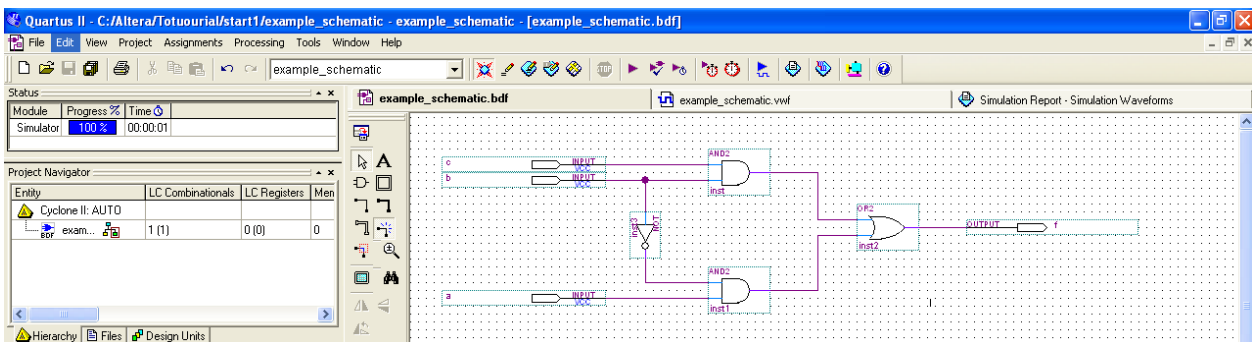 Quartus II - C:/Altera/Totuourial/start1/example_schematic - example_schematic - [example_schematic.bdf]
File Edit View Project Assignments Processing Tools Window Help
example_schematic
Status
Module Progress % Time
Simulator 100 % 00:00:01
Project Navigator
Entity LC Combinationals LC Registers Men
Cyclone II: AUTO
exam... 1 (1) 0 (0) 0
Hierarchy Files Design Units
example_schematic.bdf example_schematic.vwf Simulation Report - Simulation Waveforms
c INPUT
VCC
b INPUT
VCC
AND2
inst
NOT
inst3
a INPUT
VCC
AND2
inst1
OR2
inst2
OUTPUT f